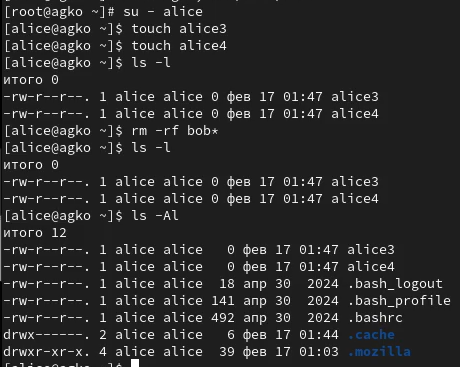 [root@agko ~]# su - alice
[alice@agko ~]$ touch alice3
[alice@agko ~]$ touch alice4
[alice@agko ~]$ ls -l
итого 0
-rw-r--r--. 1 alice alice 0 фев 17 01:47 alice3
-rw-r--r--. 1 alice alice 0 фев 17 01:47 alice4
[alice@agko ~]$ rm -rf bob*
[alice@agko ~]$ ls -l
итого 0
-rw-r--r--. 1 alice alice 0 фев 17 01:47 alice3
-rw-r--r--. 1 alice alice 0 фев 17 01:47 alice4
[alice@agko ~]$ ls -Al
итого 12
-rw-r--r--. 1 alice alice   0 фев 17 01:47 alice3
-rw-r--r--. 1 alice alice   0 фев 17 01:47 alice4
-rw-r--r--. 1 alice alice  18 апр 30  2024 .bash_logout
-rw-r--r--. 1 alice alice 141 апр 30  2024 .bash_profile
-rw-r--r--. 1 alice alice 492 апр 30  2024 .bashrc
drwx------. 2 alice alice   6 фев 17 01:44 .cache
drwxr-xr-x. 4 alice alice  39 фев 17 01:03 .mozilla
[alice@agko ~]$